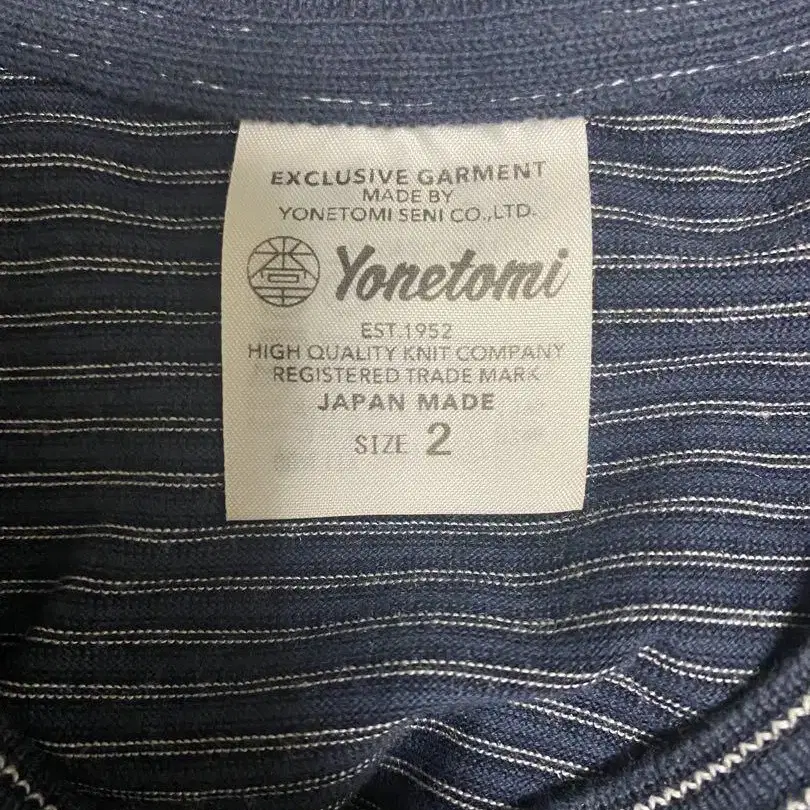 EXCLUSIVE GARMENT
MADE BY
YONETOMI SENI CO.,LTD.
Yonetomi
EST.1952
HIGH QUALITY KNIT COMPANY
REGISTERED TRADE MARK
JAPAN MADE
SIZE 2